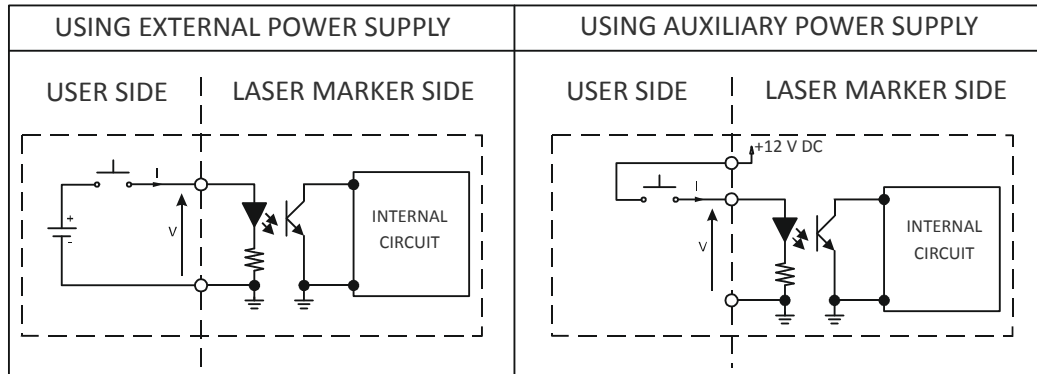 USING EXTERNAL POWER SUPPLY
USER SIDE
LASER MARKER SIDE
I
+
-
V
INTERNAL
CIRCUIT
USING AUXILIARY POWER SUPPLY
USER SIDE
LASER MARKER SIDE
+12 V DC
I
V
INTERNAL
CIRCUIT